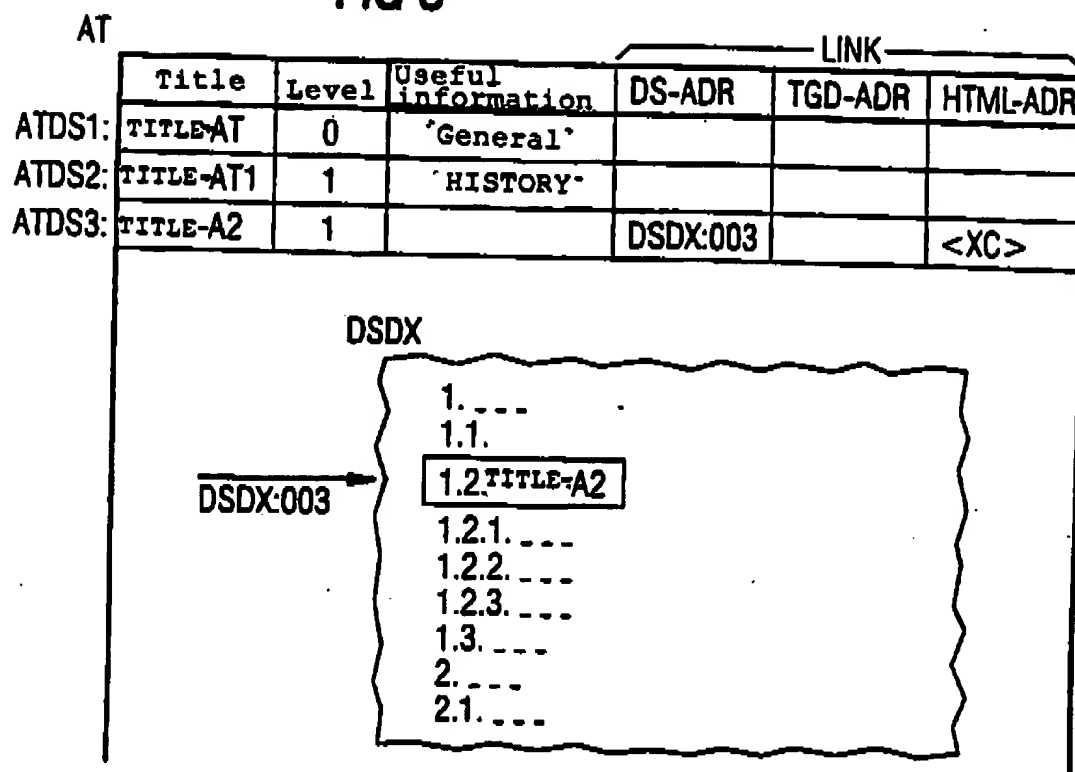 AT
LINK
Title Level Useful information DS-ADR TGD-ADR HTML-ADR
ATDS1: TITLE-AT 0 "General"
ATDS2: TITLE-AT1 1 "HISTORY"
ATDS3: TITLE-A2 1 DSDX:003 <XC>
DSDX
1. _ _ _
1.1.
DSDX:003 1.2.TITLE-A2
1.2.1. _ _ _
1.2.2. _ _ _
1.2.3. _ _ _
1.3. _ _ _
2. _ _ _
2.1. _ _ _